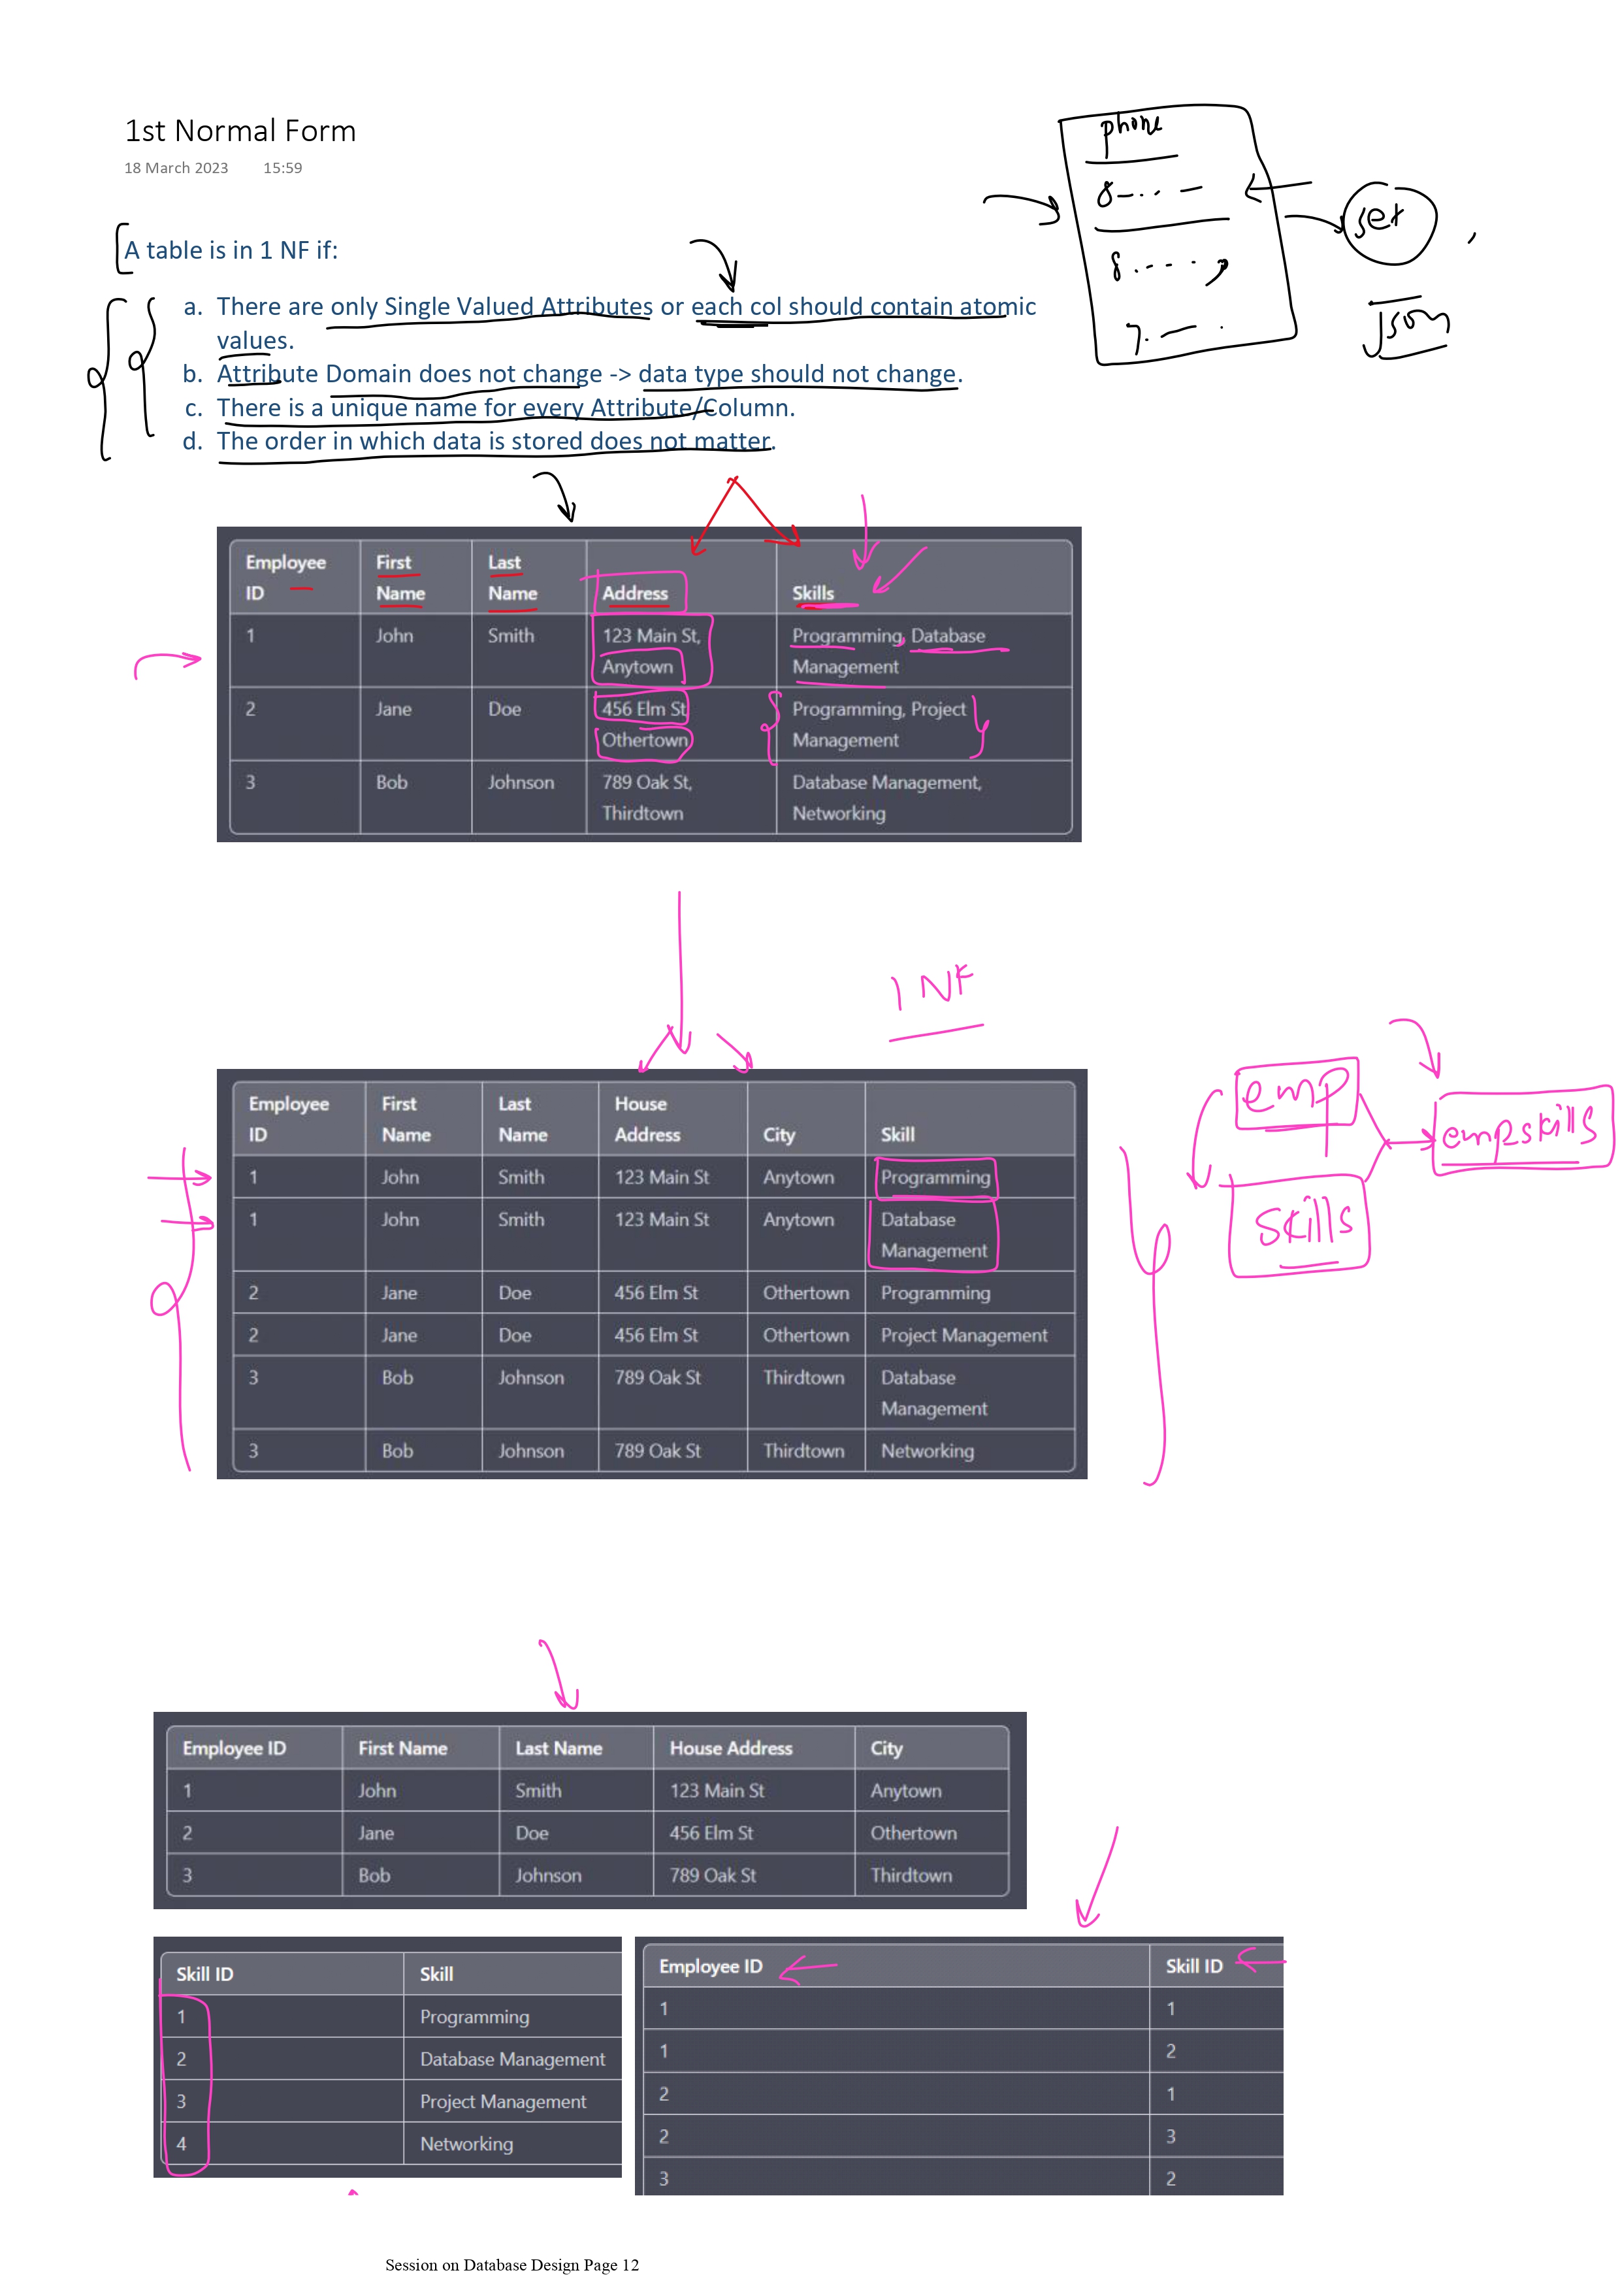 1st Normal Form
18 March 2023 15:59
phone
set
json
A table is in 1 NF if:
a. There are only Single Valued Attributes or each col should contain atomic
values.
b. Attribute Domain does not change -> data type should not change.
c. There is a unique name for every Attribute/Column.
d. The order in which data is stored does not matter.
Employee ID First Name Last Name Address Skills
1 John Smith 123 Main St, Anytown Programming, Database Management
2 Jane Doe 456 Elm St Othertown Programming, Project Management
3 Bob Johnson 789 Oak St, Thirdtown Database Management, Networking
1 NF
Employee ID First Name Last Name House Address City Skill
1 John Smith 123 Main St Anytown Programming
1 John Smith 123 Main St Anytown Database Management
2 Jane Doe 456 Elm St Othertown Programming
2 Jane Doe 456 Elm St Othertown Project Management
3 Bob Johnson 789 Oak St Thirdtown Database Management
3 Bob Johnson 789 Oak St Thirdtown Networking
emp
empskills
skills
Employee ID First Name Last Name House Address City
1 John Smith 123 Main St Anytown
2 Jane Doe 456 Elm St Othertown
3 Bob Johnson 789 Oak St Thirdtown
Skill ID Skill
1 Programming
2 Database Management
3 Project Management
4 Networking
Employee ID Skill ID
1 1
1 2
2 1
2 3
3 2
Session on Database Design Page 12